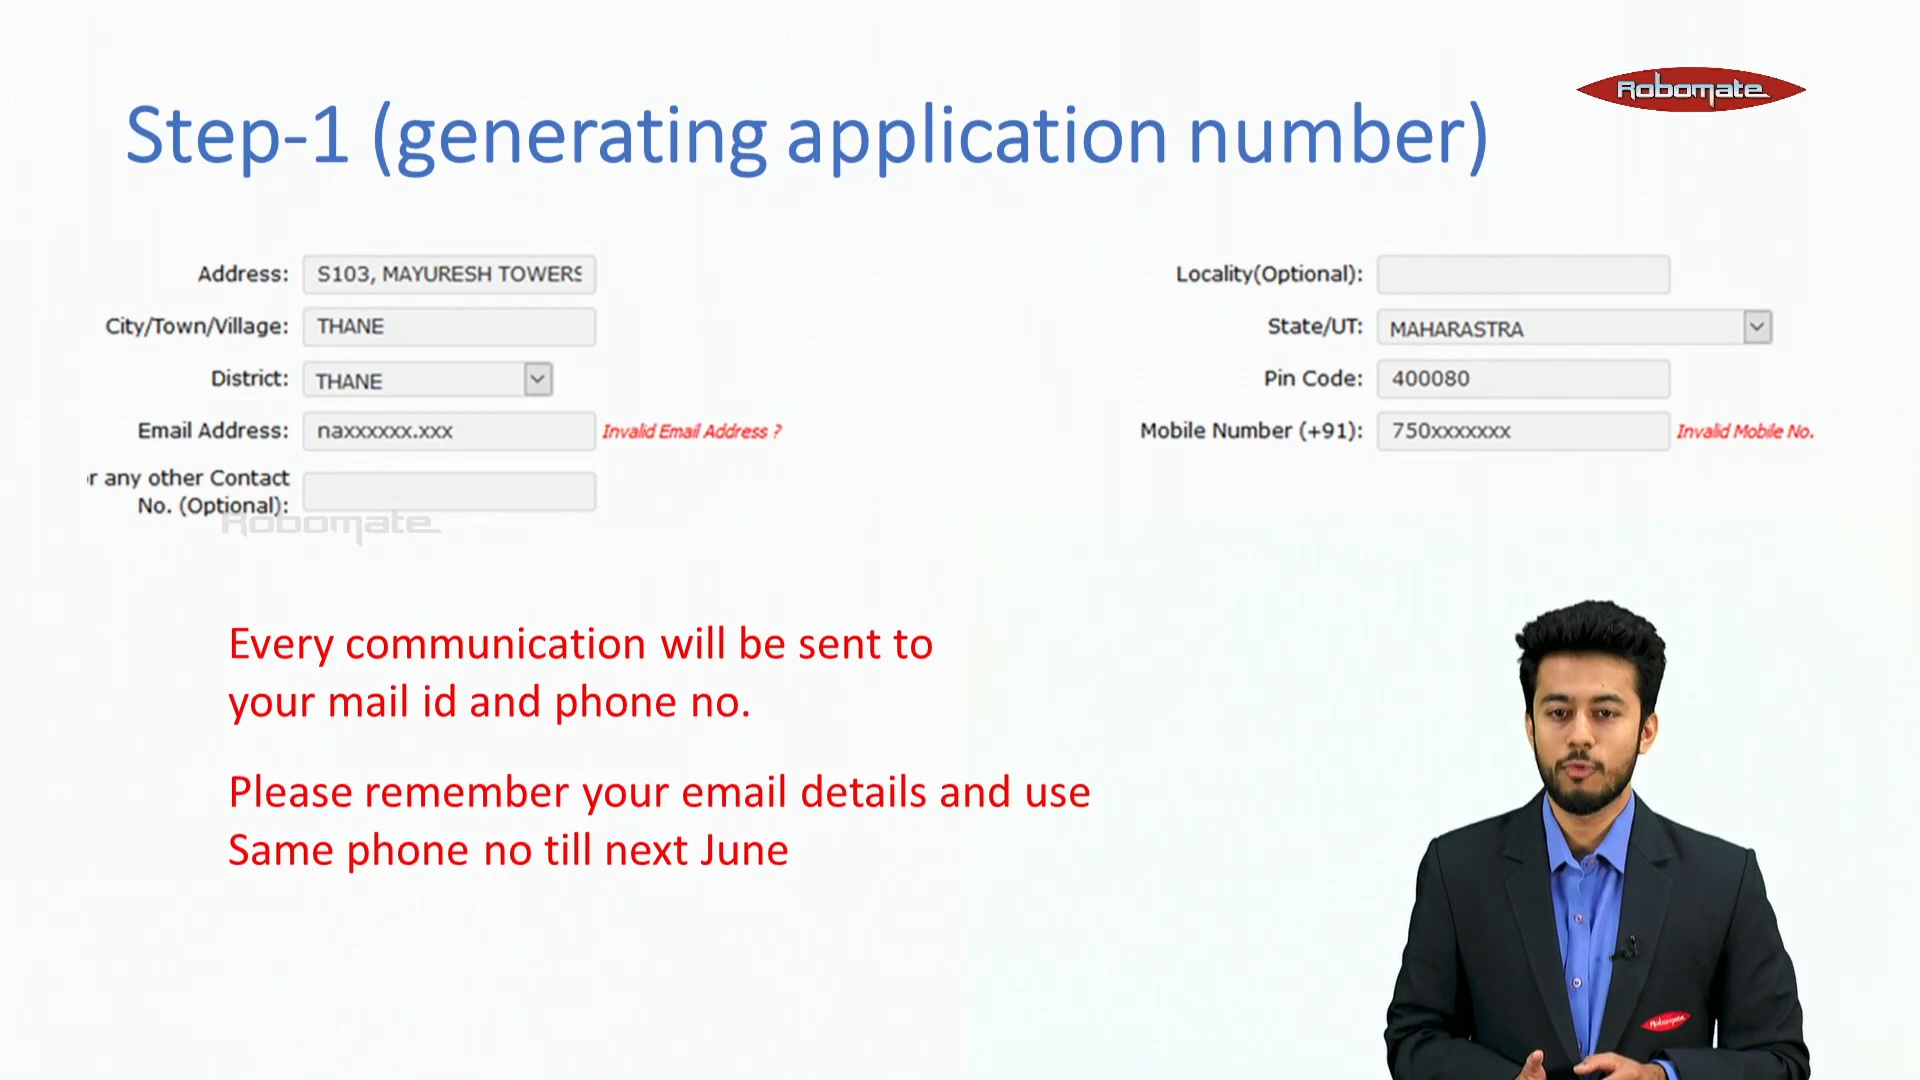 Robomate
Step-1 (generating application number)
Address: S103, MAYURESH TOWERS
Locality(Optional):
City/Town/Village: THANE
State/UT: MAHARASTRA
District: THANE
Pin Code: 400080
Email Address: naxxxxxx.xxx Invalid Email Address ?
Mobile Number (+91): 750xxxxxxx Invalid Mobile No.
r any other Contact
No. (Optional):
Robomate
Every communication will be sent to
your mail id and phone no.
Please remember your email details and use
Same phone no till next June
Robomate